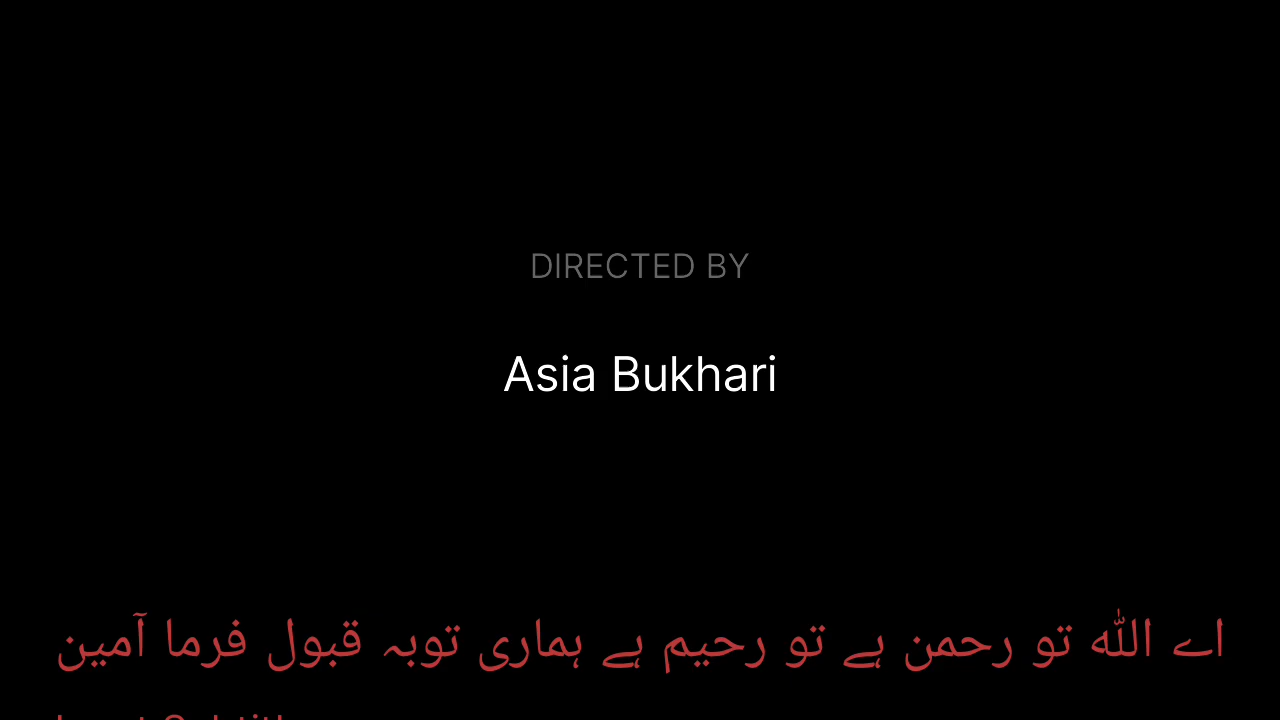 DIRECTED BY
Asia Bukhari
اے اللہ تو رحمن ہے تو رحیم ہے ہماری توبہ قبول فرما آمین